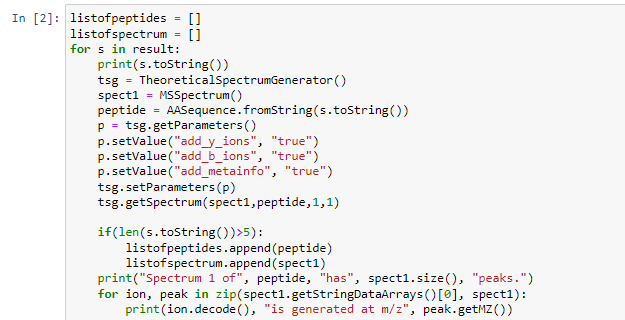 In [2]: listofpeptides = []
listofspectrum = []
for s in result:
    print(s.toString())
    tsg = TheoreticalSpectrumGenerator()
    spect1 = MSSpectrum()
    peptide = AASequence.fromString(s.toString())
    p = tsg.getParameters()
    p.setValue("add_y_ions", "true")
    p.setValue("add_b_ions", "true")
    p.setValue("add_metainfo", "true")
    tsg.setParameters(p)
    tsg.getSpectrum(spect1,peptide,1,1)

    if(len(s.toString())>5):
        listofpeptides.append(peptide)
        listofspectrum.append(spect1)
    print("Spectrum 1 of", peptide, "has", spect1.size(), "peaks.")
    for ion, peak in zip(spect1.getStringDataArrays()[0], spect1):
        print(ion.decode(), "is generated at m/z", peak.getMZ())